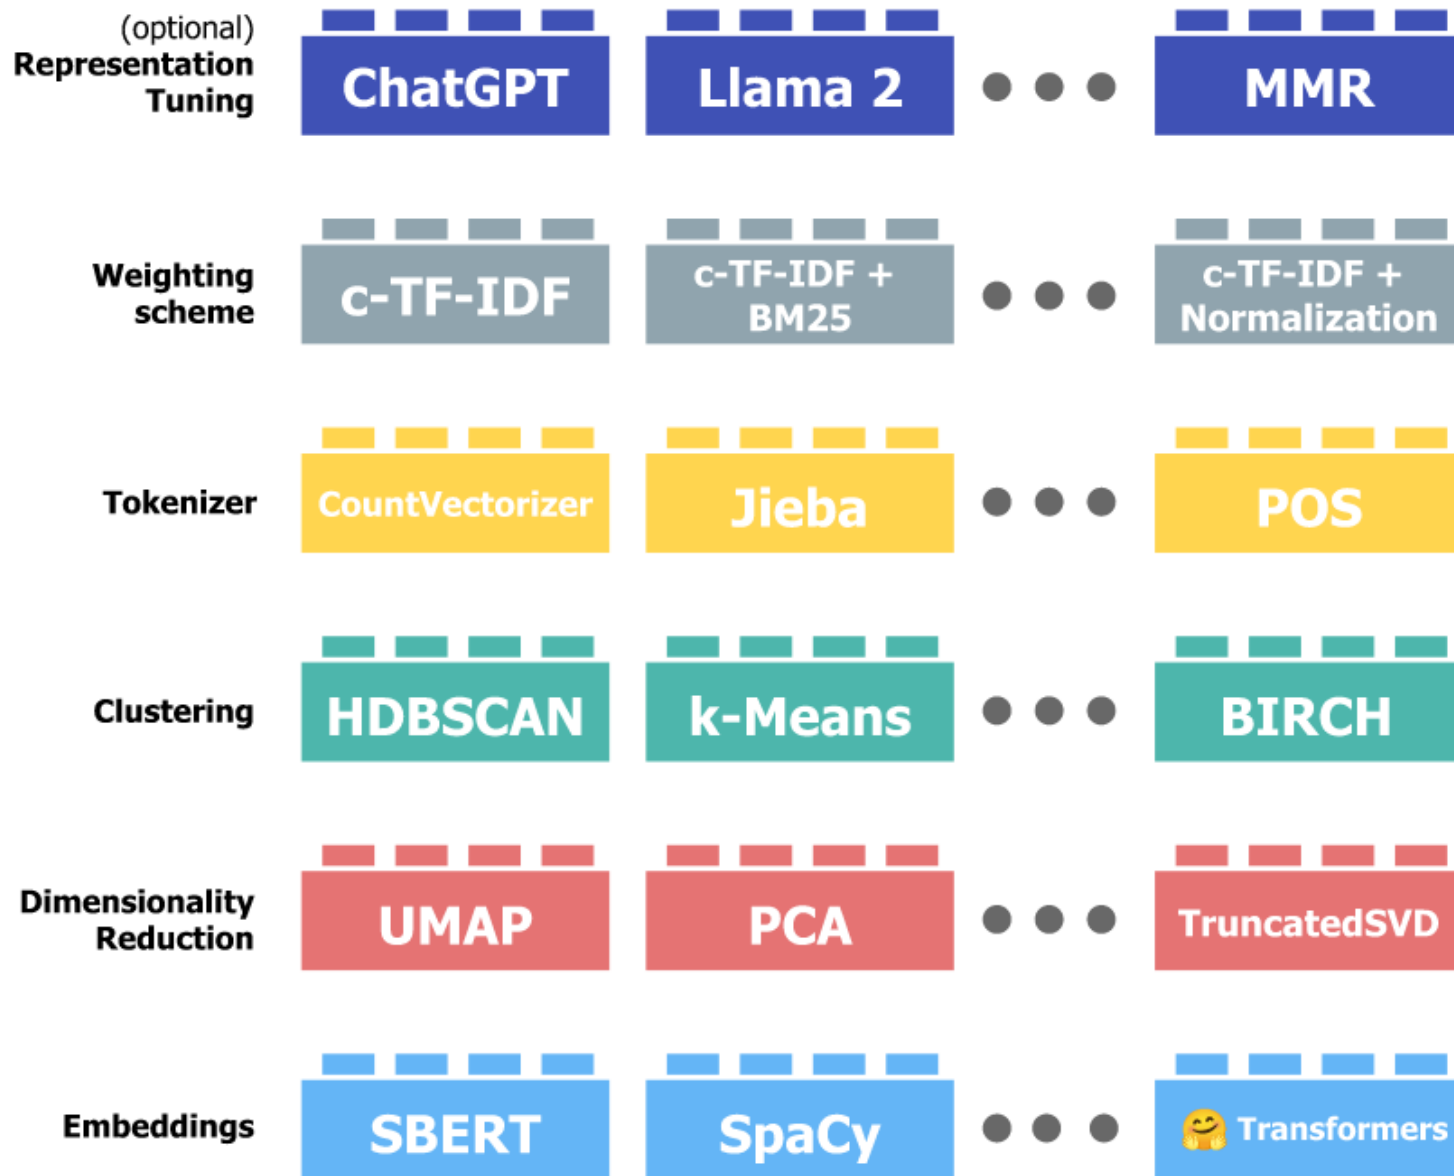 (optional)
Representation
Tuning
ChatGPT
Llama 2
MMR
Weighting
scheme
c-TF-IDF
c-TF-IDF +
BM25
c-TF-IDF +
Normalization
Tokenizer
CountVectorizer
Jieba
POS
Clustering
HDBSCAN
k-Means
BIRCH
Dimensionality
Reduction
UMAP
PCA
TruncatedSVD
Embeddings
SBERT
SpaCy
🤗 Transformers